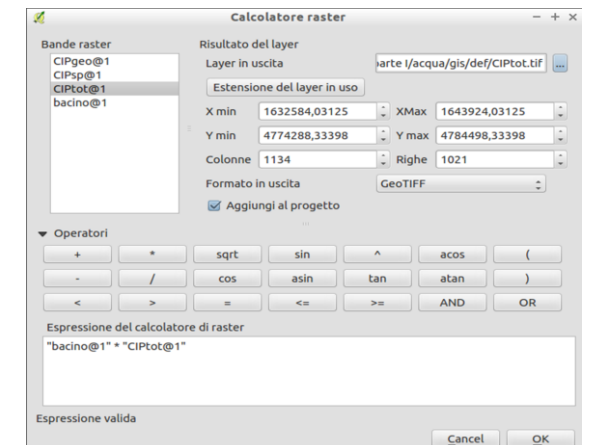 Calcolatore raster
Bande raster
CIPgeo@1
CIPsp@1
CIPtot@1
bacino@1
Risultato del layer
Layer in uscita parte I/acqua/gis/def/CIPtot.tif ...
Estensione del layer in uso
X min 1632584,03125 XMax 1643924,03125
Y min 4774288,33398 Y max 4784498,33398
Colonne 1134 Righe 1021
Formato in uscita GeoTIFF
Aggiungi al progetto
Operatori
+ * sqrt sin ^ acos (
- / cos asin tan atan )
< > = <= >= AND OR
Espressione del calcolatore di raster
"bacino@1" * "CIPtot@1"
Espressione valida
Cancel OK